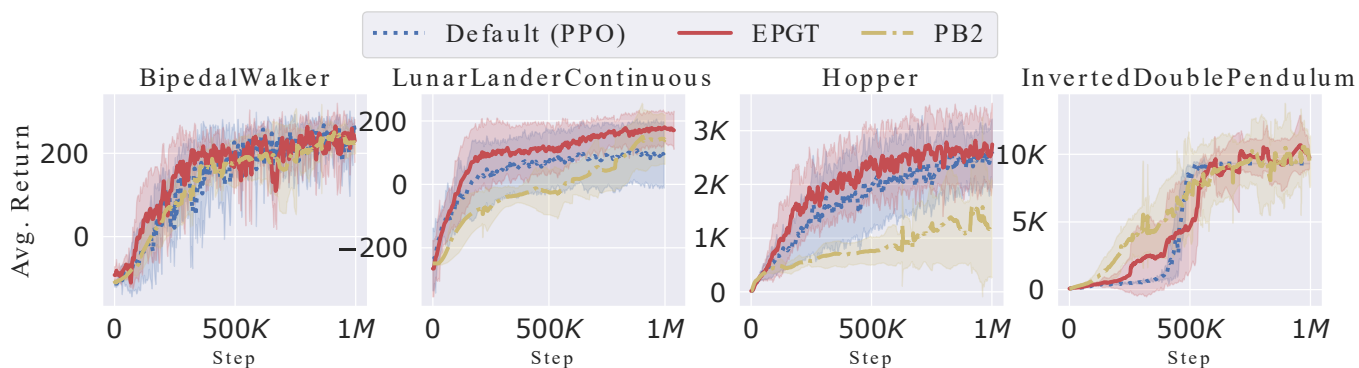 Default (PPO) EPGT PB2
BipedalWalker LunarLanderContinuous Hopper InvertedDoublePendulum
Avg. Return
200
0
0 500K 1M
Step
200
0
−200
0 500K 1M
Step
3K
2K
1K
0
0 500K 1M
Step
10K
5K
0
0 500K 1M
Step